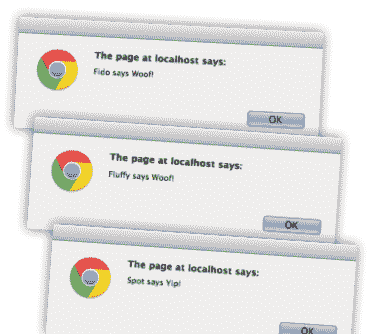 The page at localhost says:
Fido says Woof!
OK
The page at localhost says:
Fluffy says Woof!
OK
The page at localhost says:
Spot says Yip!
OK